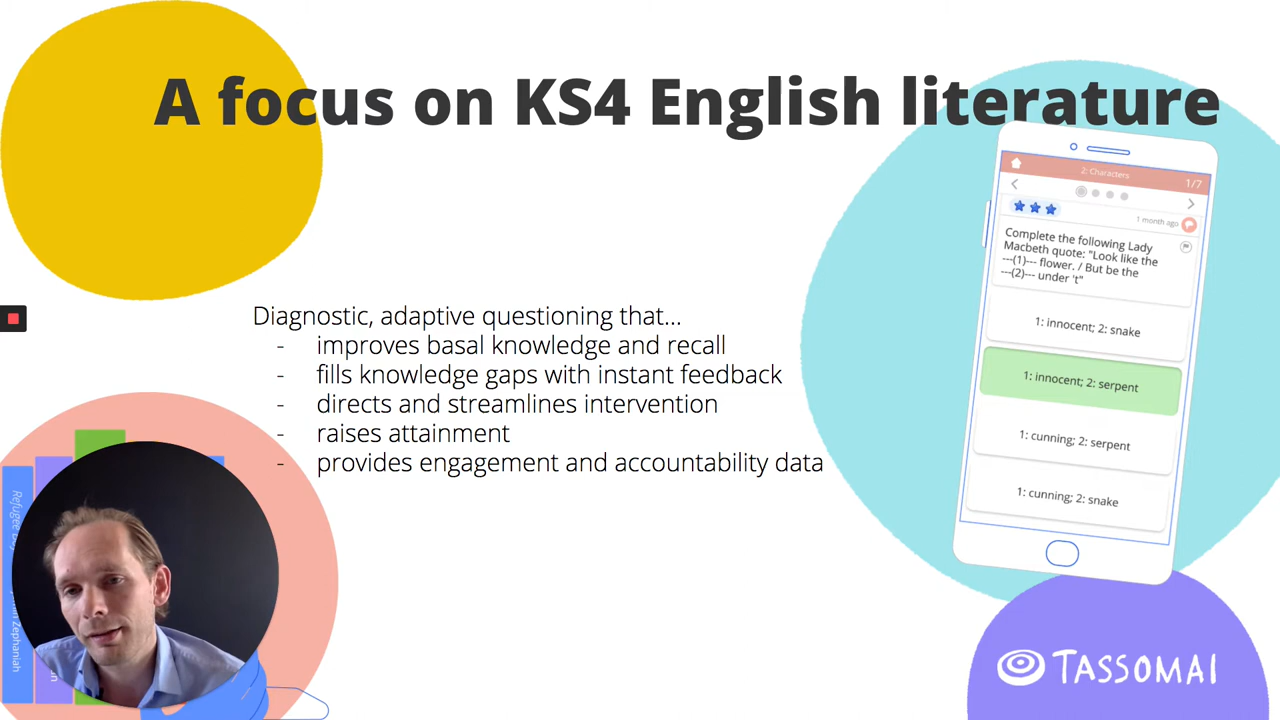 A focus on KS4 English literature
Diagnostic, adaptive questioning that...
- improves basal knowledge and recall
- fills knowledge gaps with instant feedback
- directs and streamlines intervention
- raises attainment
- provides engagement and accountability data
2: Characters
1/7
1 month ago
Complete the following Lady
Macbeth quote: "Look like the
---(1)--- flower. / But be the
---(2)--- under 't"
1: innocent; 2: snake
1: innocent; 2: serpent
1: cunning; 2: serpent
1: cunning; 2: snake
Refugee
Zephaniah
TASSOMAI